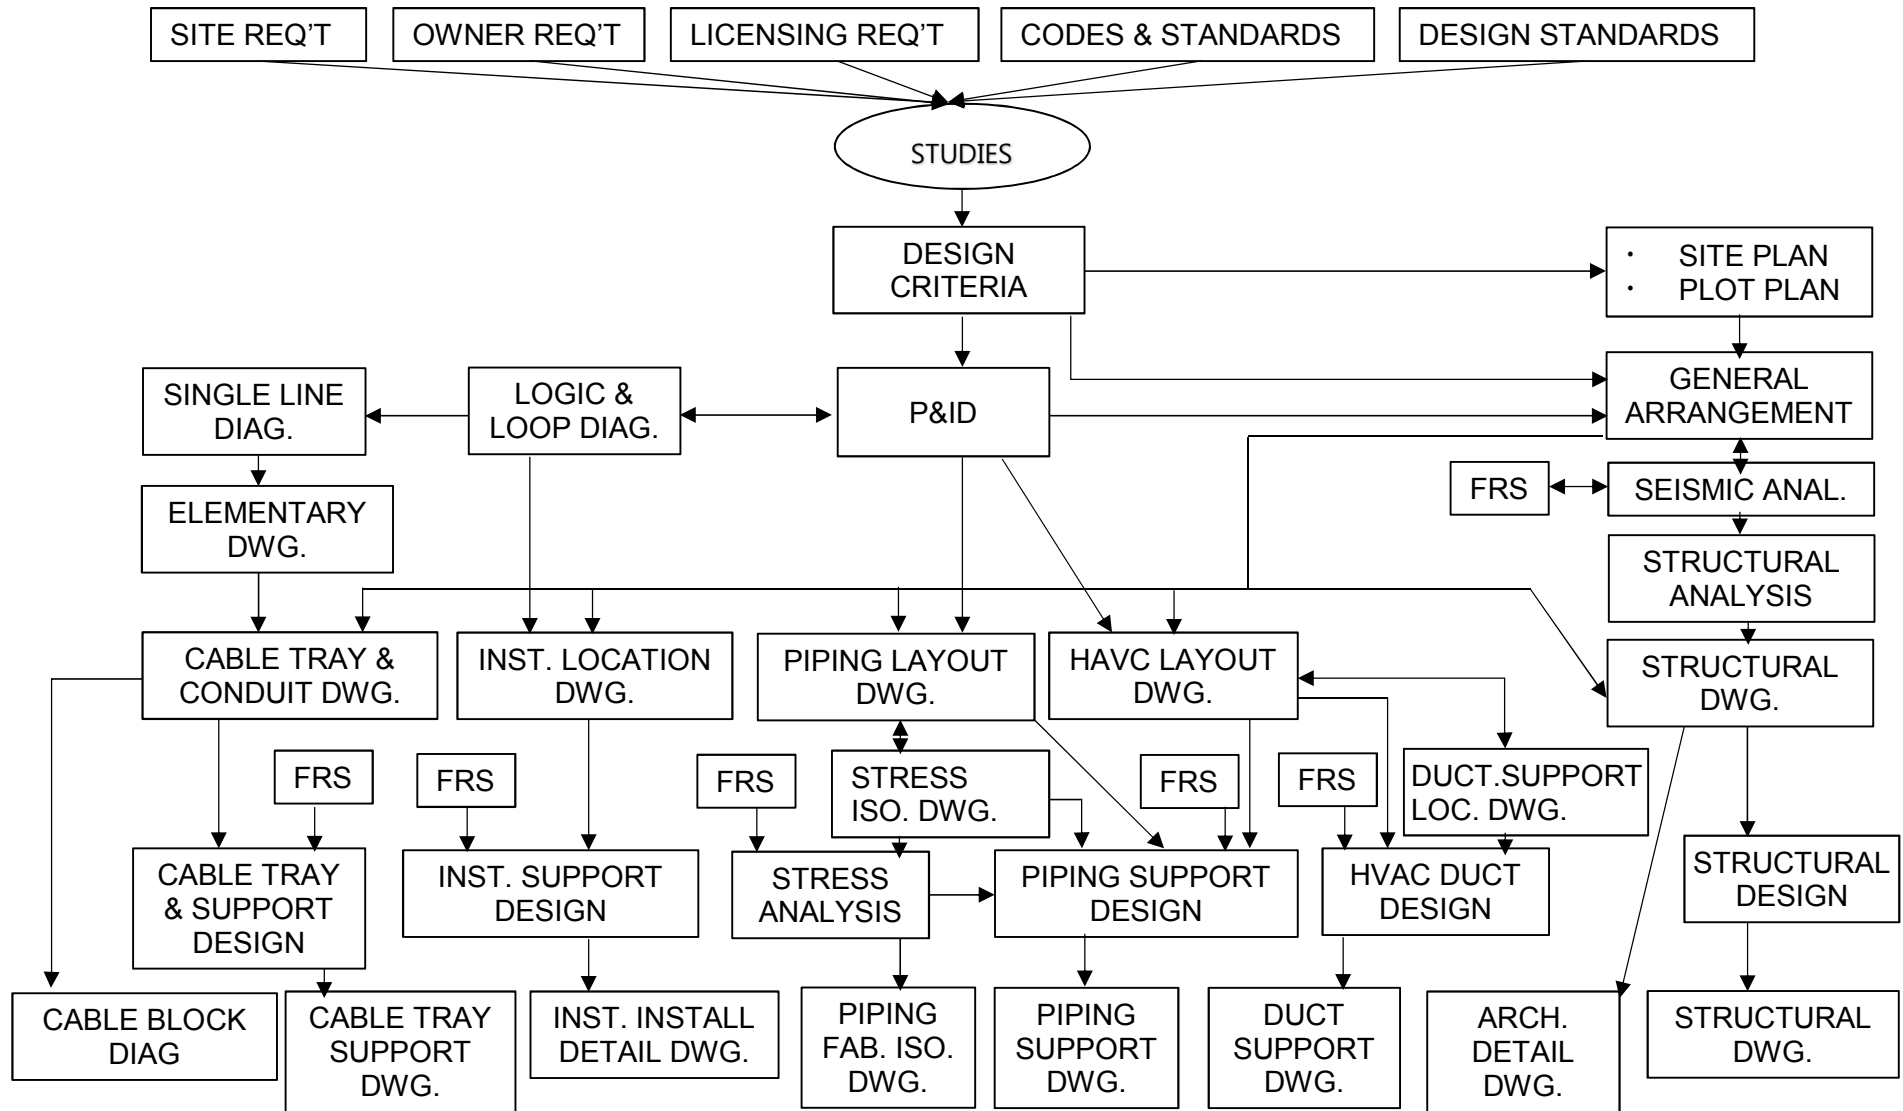 SITE REQ'T
OWNER REQ'T
LICENSING REQ'T
CODES & STANDARDS
DESIGN STANDARDS
STUDIES
DESIGN
CRITERIA
· SITE PLAN
· PLOT PLAN
SINGLE LINE
DIAG.
LOGIC &
LOOP DIAG.
P&ID
GENERAL
ARRANGEMENT
FRS
SEISMIC ANAL.
ELEMENTARY
DWG.
STRUCTURAL
ANALYSIS
CABLE TRAY &
CONDUIT DWG.
INST. LOCATION
DWG.
PIPING LAYOUT
DWG.
HAVC LAYOUT
DWG.
STRUCTURAL
DWG.
FRS
FRS
FRS
STRESS
ISO. DWG.
FRS
FRS
DUCT.SUPPORT
LOC. DWG.
CABLE TRAY
& SUPPORT
DESIGN
INST. SUPPORT
DESIGN
STRESS
ANALYSIS
PIPING SUPPORT
DESIGN
HVAC DUCT
DESIGN
STRUCTURAL
DESIGN
CABLE BLOCK
DIAG
CABLE TRAY
SUPPORT
DWG.
INST. INSTALL
DETAIL DWG.
PIPING
FAB. ISO.
DWG.
PIPING
SUPPORT
DWG.
DUCT
SUPPORT
DWG.
ARCH.
DETAIL
DWG.
STRUCTURAL
DWG.